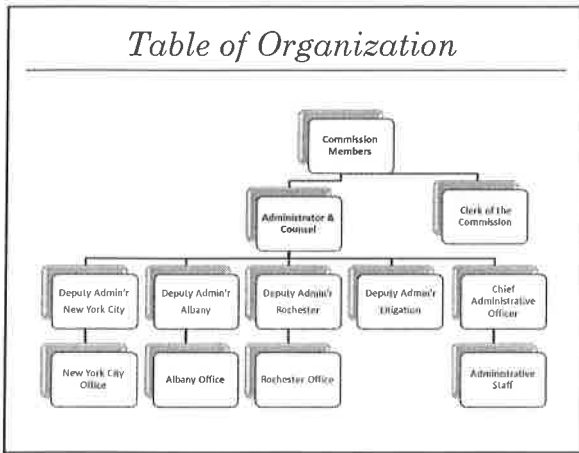 Table of Organization
Commission
Members
Administrator &
Counsel
Clerk of the
Commission
Deputy Admin'r
New York City
Deputy Admin'r
Albany
Deputy Admin'r
Rochester
Deputy Admin'r
Litigation
Chief
Administrative
Officer
New York City
Office
Albany Office
Rochester Office
Administrative
Staff